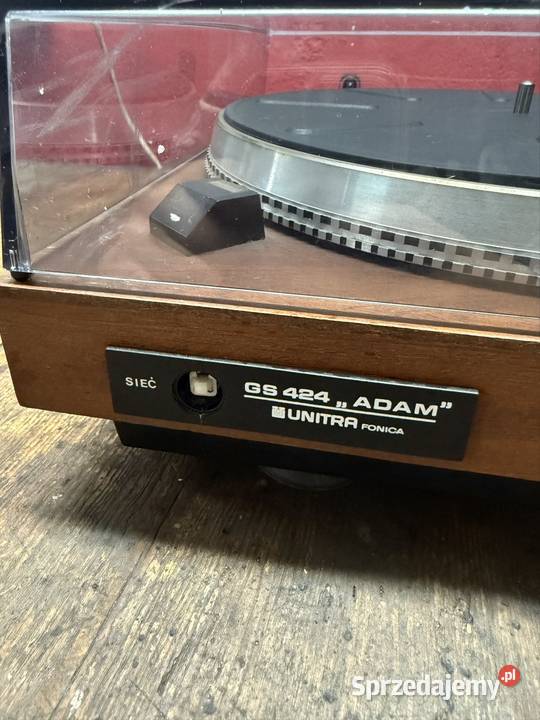 SIEĆ
GS 424 „ADAM”
UNITRA FONICA
Sprzedajemy.pl